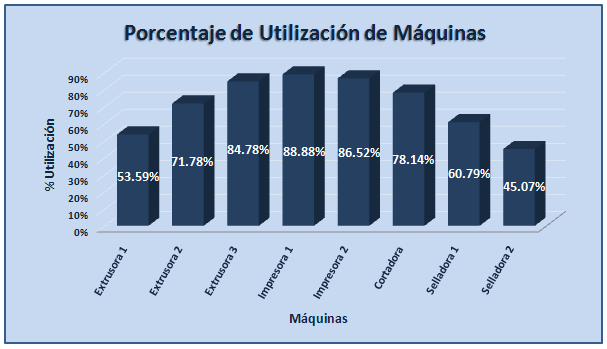 Porcentaje de Utilización de Máquinas
% Utilización
90%
80%
70%
60%
50%
40%
30%
20%
10%
0%
53.59%
71.78%
84.78%
88.88%
86.52%
78.14%
60.79%
45.07%
Extrusora 1
Extrusora 2
Extrusora 3
Impresora 1
Impresora 2
Cortadora
Selladora 1
Selladora 2
Máquinas